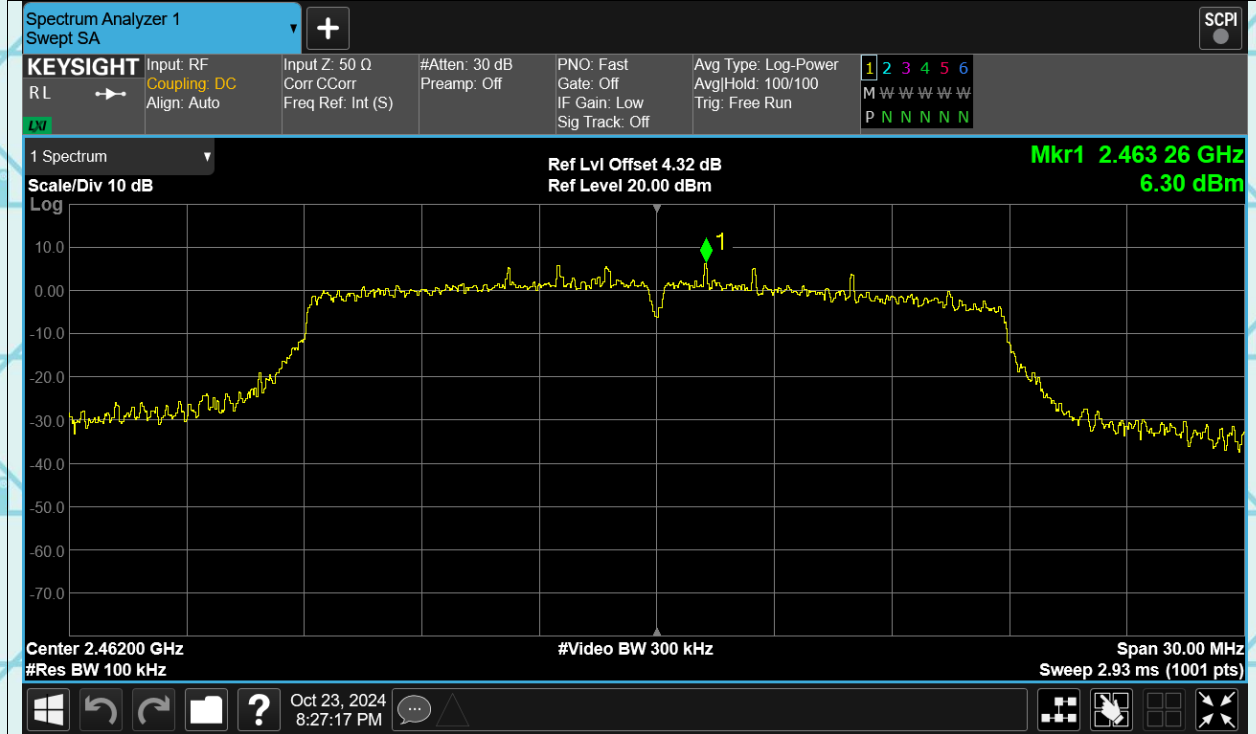 Spectrum Analyzer 1
Swept SA
SCPI
KEYSIGHT
R L
LXI
Input: RF
Coupling: DC
Align: Auto
Input Z: 50 Ω
Corr CCorr
Freq Ref: Int (S)
#Atten: 30 dB
Preamp: Off
PNO: Fast
Gate: Off
IF Gain: Low
Sig Track: Off
Avg Type: Log-Power
Avg|Hold: 100/100
Trig: Free Run
1 2 3 4 5 6
M W W W W W
P N N N N N
1 Spectrum
Scale/Div 10 dB
Log
Ref Lvl Offset 4.32 dB
Ref Level 20.00 dBm
Mkr1 2.463 26 GHz
6.30 dBm
1
10.0
0.00
-10.0
-20.0
-30.0
-40.0
-50.0
-60.0
-70.0
Center 2.46200 GHz
#Res BW 100 kHz
#Video BW 300 kHz
Span 30.00 MHz
Sweep 2.93 ms (1001 pts)
?
Oct 23, 2024
8:27:17 PM